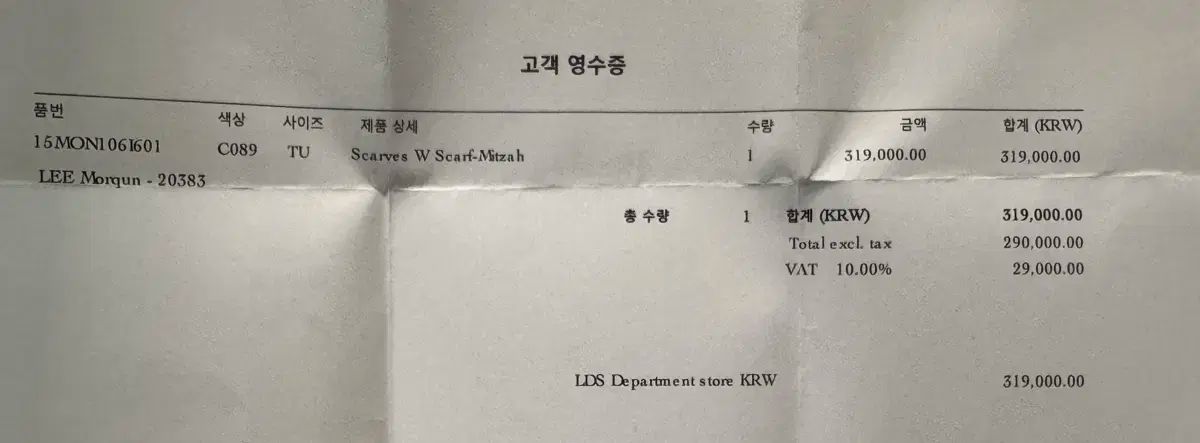 고객 영수증
품번 색상 사이즈 제품 상세 수량 금액 합계 (KRW)
15MON106I601 C089 TU Scarves W Scarf-Mitzah 1 319,000.00 319,000.00
LEE Morqun - 20383
총 수량 1 합계 (KRW) 319,000.00
Total excl. tax 290,000.00
VAT 10.00% 29,000.00
LDS Department store KRW 319,000.00